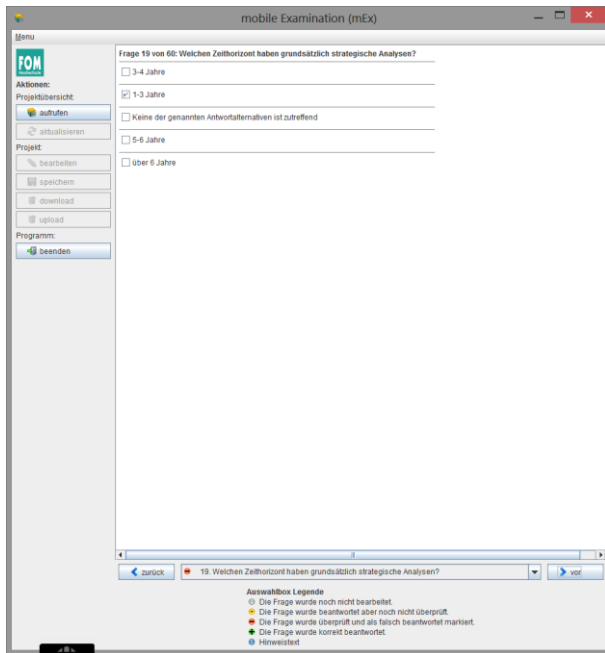 mobile Examination (mEx)
Menu
FOM
Hochschule
Aktionen:
Projektübersicht:
aufrufen
aktualisieren
Projekt:
bearbeiten
speichern
download
upload
Programm:
beenden
Frage 19 von 60: Welchen Zeithorizont haben grundsätzlich strategische Analysen?
3-4 Jahre
1-3 Jahre
Keine der genannten Antwortalternativen ist zutreffend
5-6 Jahre
über 6 Jahre
zurück
19. Welchen Zeithorizont haben grundsätzlich strategische Analysen?
vor
Auswahlbox Legende
Die Frage wurde noch nicht bearbeitet.
Die Frage wurde beantwortet aber noch nicht überprüft.
Die Frage wurde überprüft und als falsch beantwortet markiert.
Die Frage wurde korrekt beantwortet.
Hinweistext